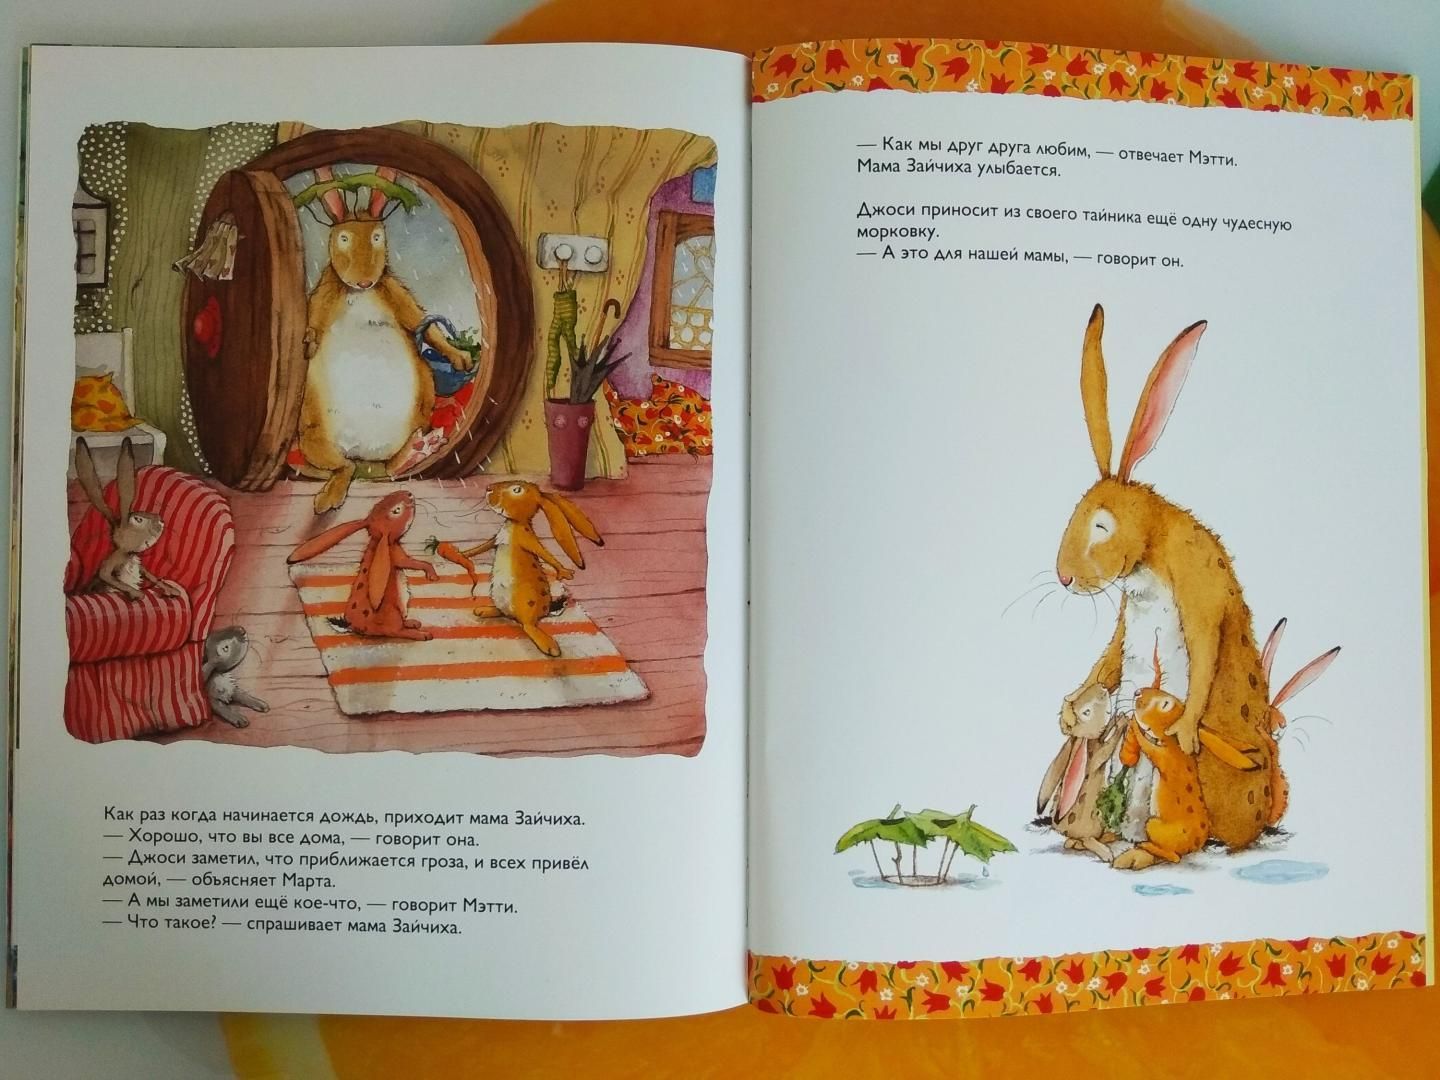 Как раз когда начинается дождь, приходит мама Зайчиха.
— Хорошо, что вы все дома, — говорит она.
— Джоси заметил, что приближается гроза, и всех привёл
домой, — объясняет Марта.
— А мы заметили ещё кое-что, — говорит Мэтти.
— Что такое? — спрашивает мама Зайчиха.
— Как мы друг друга любим, — отвечает Мэтти.
Мама Зайчиха улыбается.
Джоси приносит из своего тайника ещё одну чудесную
морковку.
— А это для нашей мамы, — говорит он.